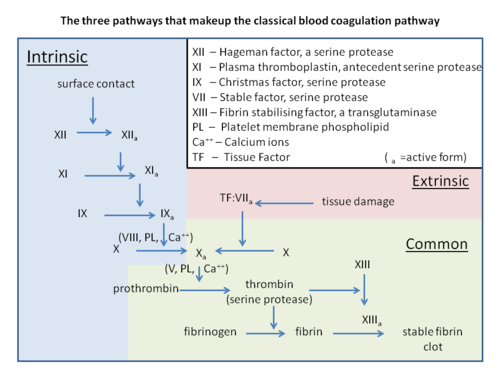 The three pathways that makeup the classical blood coagulation pathway
Intrinsic
XII – Hageman factor, a serine protease
XI – Plasma thromboplastin, antecedent serine protease
IX – Christmas factor, serine protease
VII – Stable factor, serine protease
XIII – Fibrin stabilising factor, a transglutaminase
PL – Platelet membrane phospholipid
Ca++ – Calcium ions
TF – Tissue Factor ( a =active form)
surface contact
XII XIIa
XI XIa
IX IXa
Extrinsic
TF:VIIa tissue damage
(VIII, PL, Ca++)
Common
X Xa X
(V, PL, Ca++)
XIII
prothrombin thrombin
(serine protease)
XIIIa
fibrinogen fibrin stable fibrin
clot